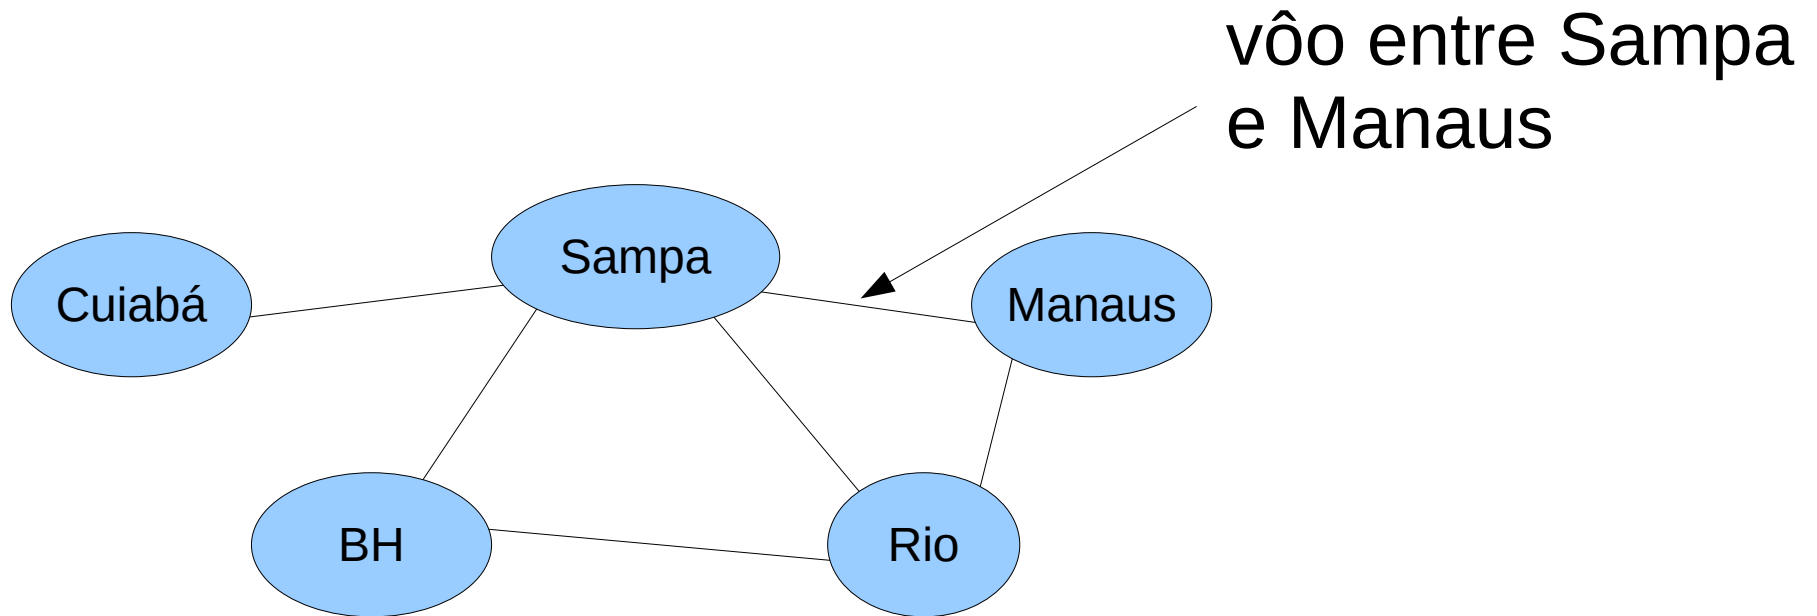 vôo entre Sampa
e Manaus
Sampa
Cuiabá
Manaus
BH
Rio